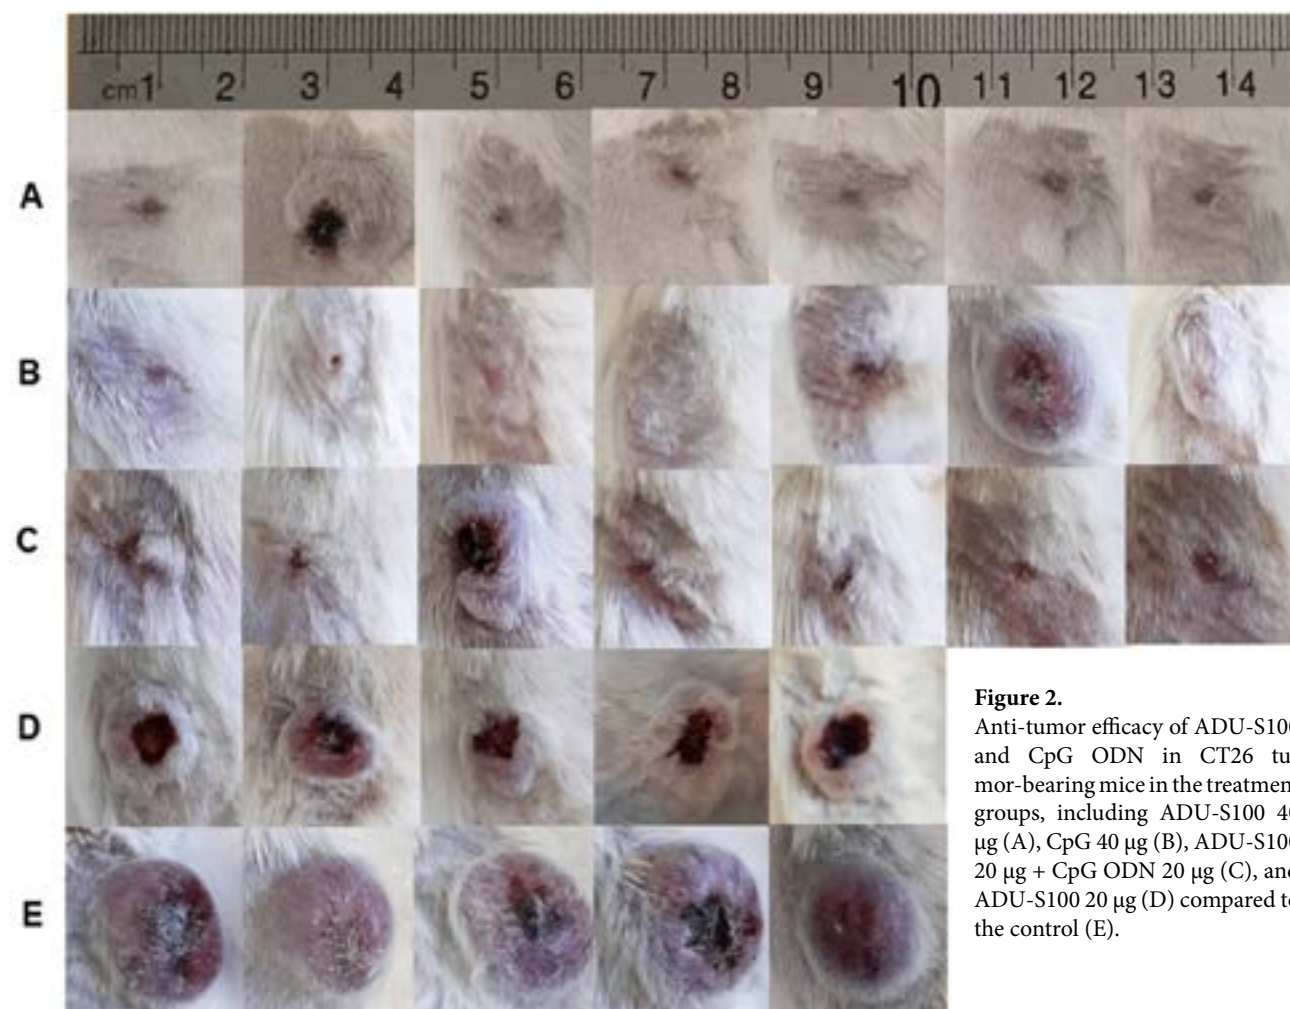 cm 1 2 3 4 5 6 7 8 9 10 11 12 13 14
A
B
C
D
E
Figure 2.
Anti-tumor efficacy of ADU-S100
and CpG ODN in CT26 tu
mor-bearing mice in the treatmen
groups, including ADU-S100 40
μg (A), CpG 40 μg (B), ADU-S100
20 μg + CpG ODN 20 μg (C), and
ADU-S100 20 μg (D) compared to
the control (E).